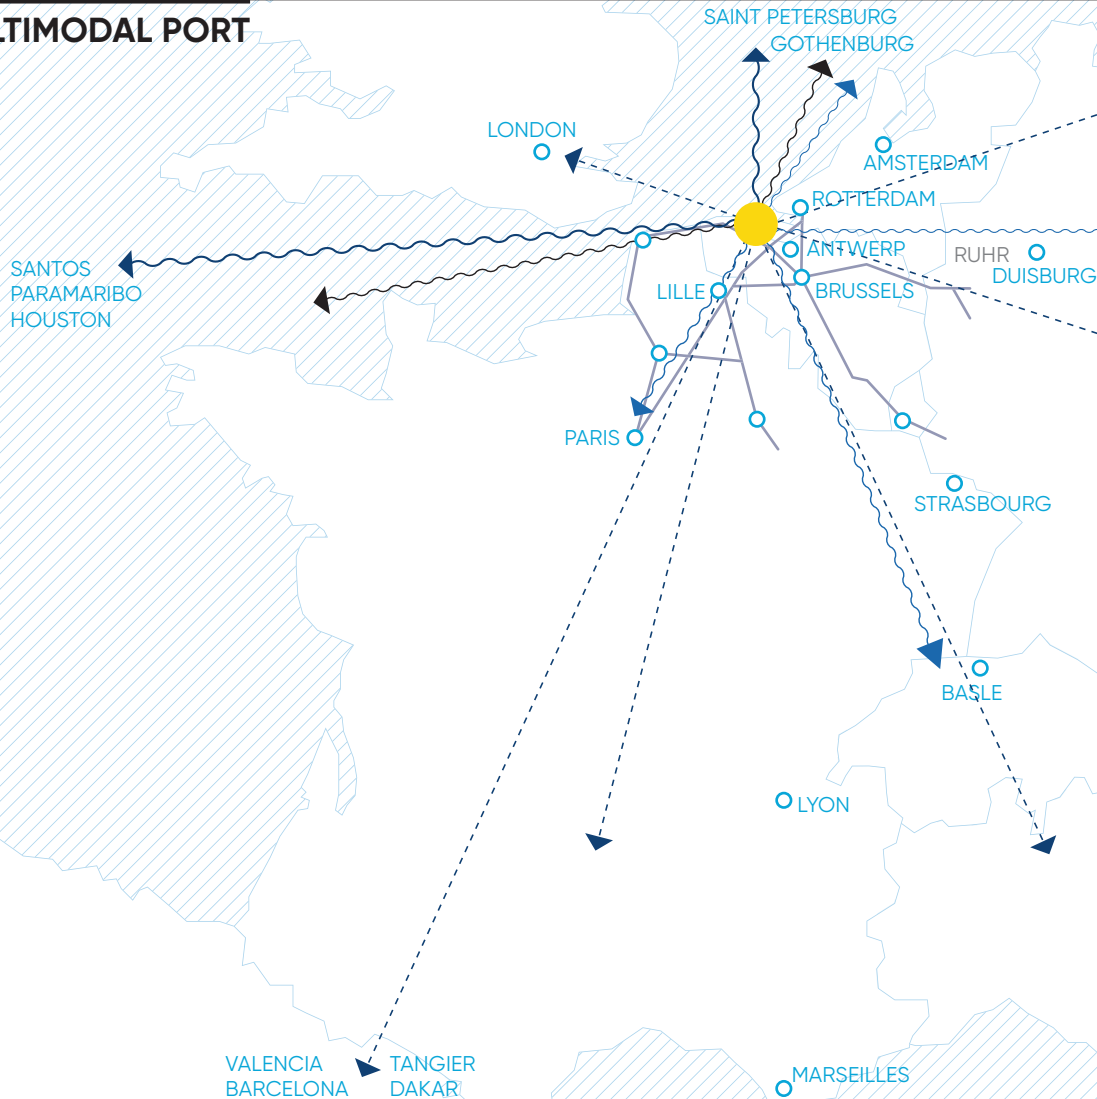 LTIMODAL PORT
SAINT PETERSBURG
GOTHENBURG
LONDON
AMSTERDAM
ROTTERDAM
ANTWERP
RUHR
DUISBURG
SANTOS
PARAMARIBO
HOUSTON
LILLE
BRUSSELS
PARIS
STRASBOURG
BASLE
LYON
VALENCIA
BARCELONA
TANGIER
DAKAR
MARSEILLES